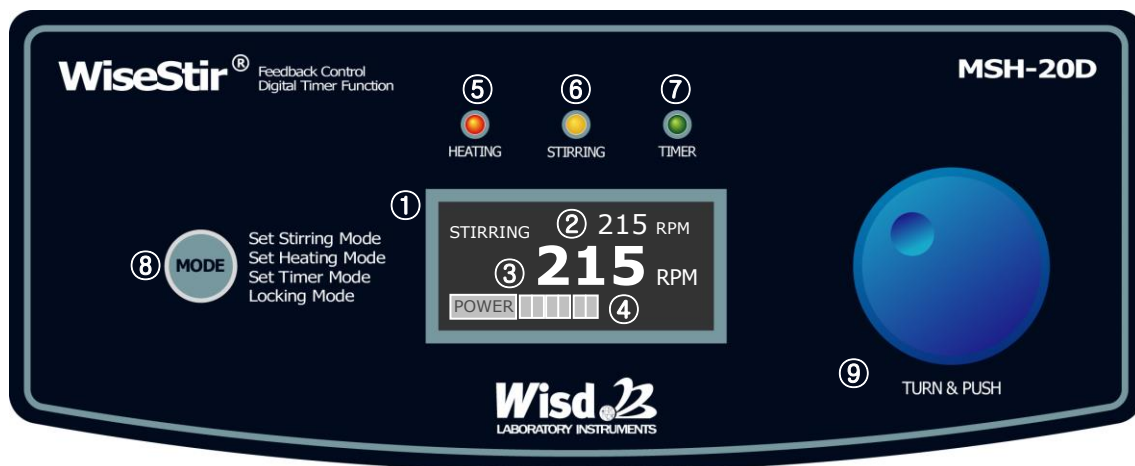 WiseStir® Feedback Control
Digital Timer Function
MSH-20D
⑤ ⑥ ⑦
HEATING STIRRING TIMER
①
STIRRING ② 215 RPM
③ 215 RPM
POWER ④
⑧ MODE
Set Stirring Mode
Set Heating Mode
Set Timer Mode
Locking Mode
⑨
TURN & PUSH
Wisd
LABORATORY INSTRUMENTS